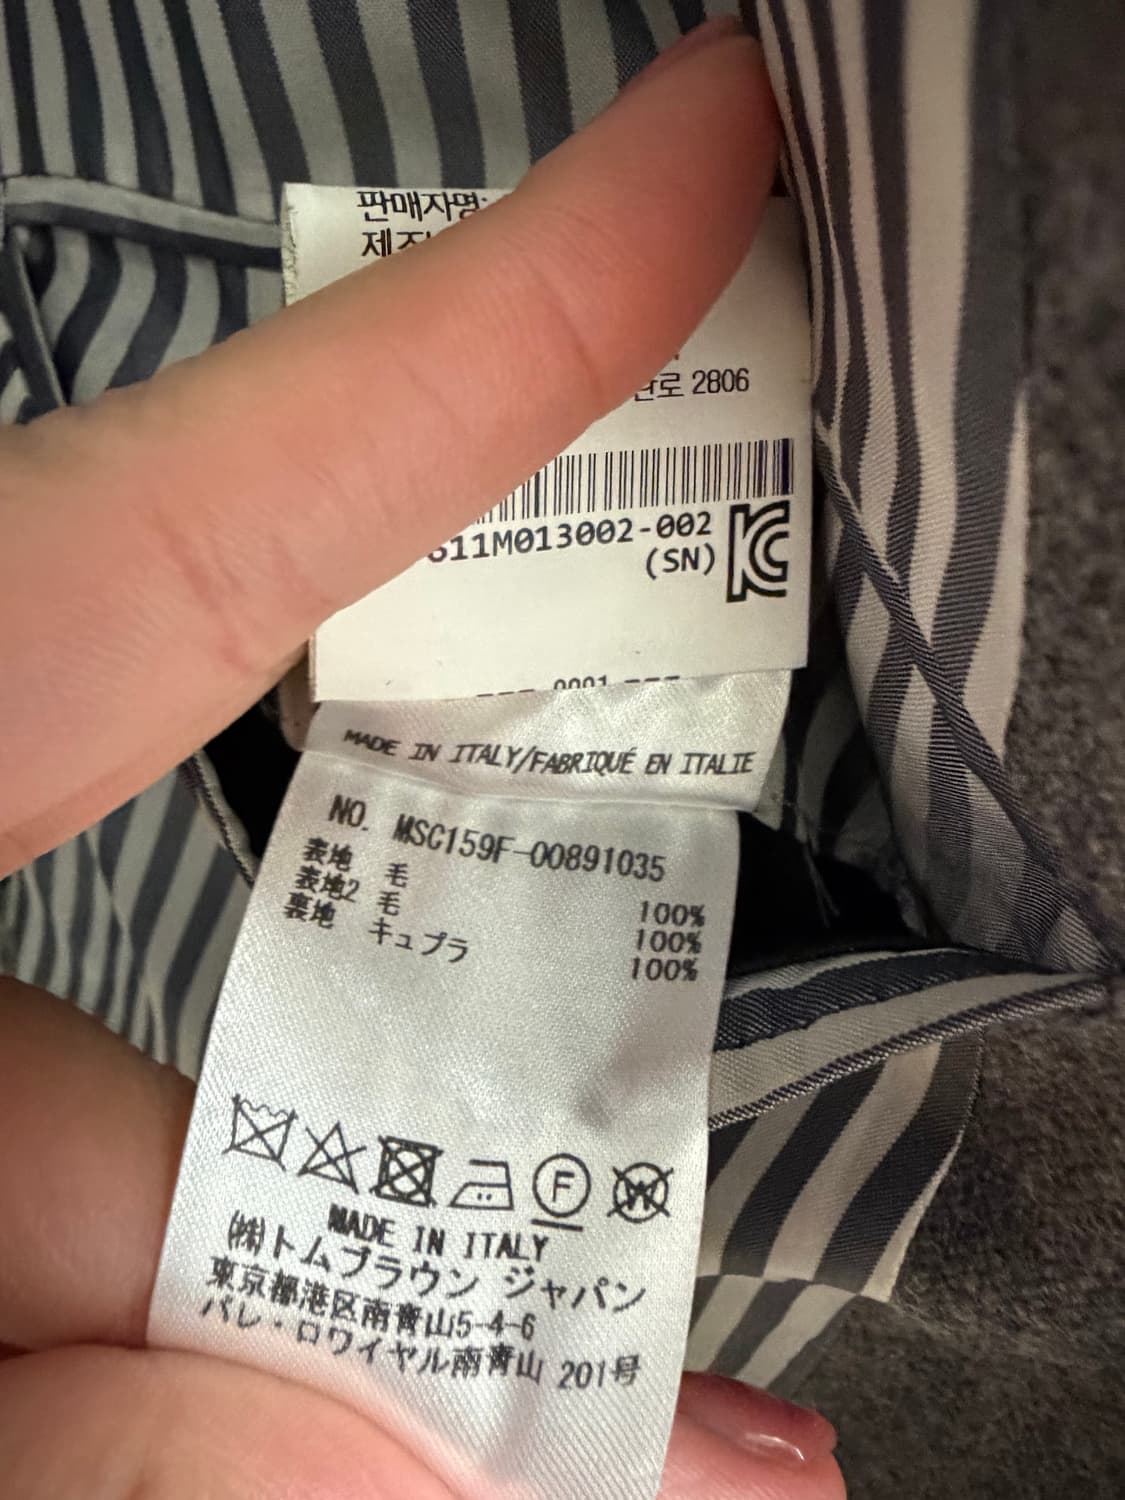 판매자명:
로 2806
611M013002-002
(SN)
KC
0001
MADE IN ITALY/FABRIQUÉ EN ITALIE
NO. MSC159F-00891035
表地 毛 100%
表地2 毛 100%
裏地 キュプラ 100%
F W
MADE IN ITALY
(株)トムブラウン ジャパン
東京都港区南青山5-4-6
パレ・ロワイヤル南青山 201号